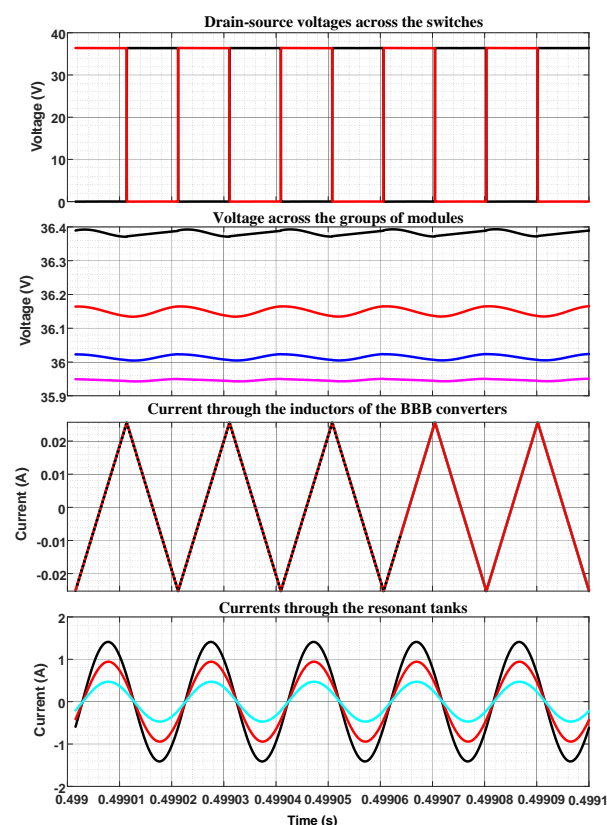 Drain-source voltages across the switches
40
30
20
10
0
Voltage (V)
Voltage across the groups of modules
36.4
36.3
36.2
36.1
36
35.9
Voltage (V)
Current through the inductors of the BBB converters
0.02
0.01
0
-0.01
-0.02
Current (A)
Currents through the resonant tanks
2
1
0
-1
-2
Current (A)
0.499 0.49901 0.49902 0.49903 0.49904 0.49905 0.49906 0.49907 0.49908 0.49909 0.4991
Time (s)